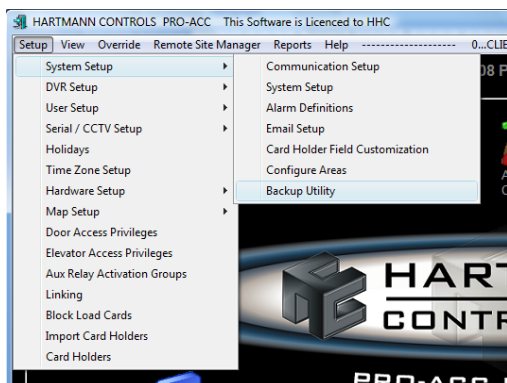 HARTMANN CONTROLS PRO-ACC This Software is Licenced to HHC
Setup View Override Remote Site Manager Reports Help -------------------- 0...CLIE
System Setup
DVR Setup
User Setup
Serial / CCTV Setup
Holidays
Time Zone Setup
Hardware Setup
Map Setup
Door Access Privileges
Elevator Access Privileges
Aux Relay Activation Groups
Linking
Block Load Cards
Import Card Holders
Card Holders
Communication Setup
System Setup
Alarm Definitions
Email Setup
Card Holder Field Customization
Configure Areas
Backup Utility
08 P
HART
CONTR
PRO-ACC